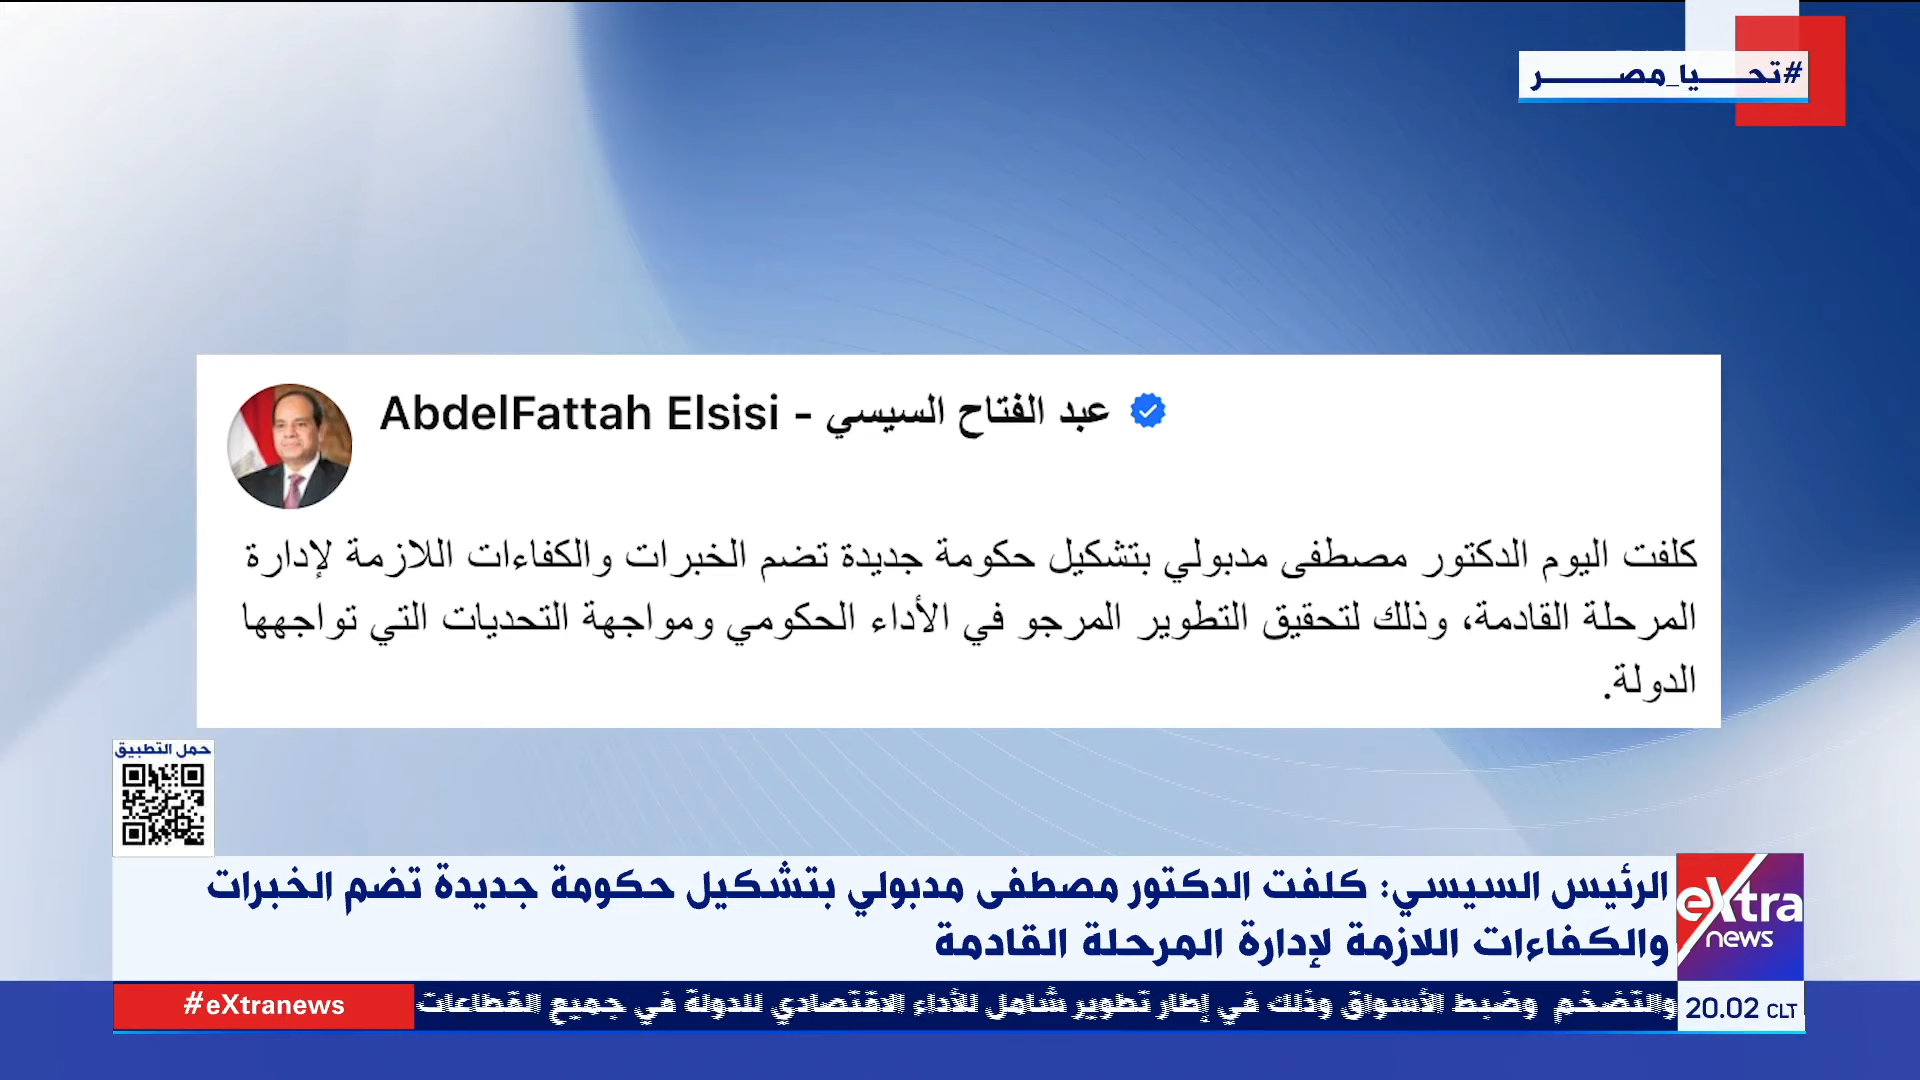 #تحيا_مصر
AbdelFattah Elsisi - عبد الفتاح السيسي
كلفت اليوم الدكتور مصطفى مدبولي بتشكيل حكومة جديدة تضم الخبرات والكفاءات اللازمة لإدارة
المرحلة القادمة، وذلك لتحقيق التطوير المرجو في الأداء الحكومي ومواجهة التحديات التي تواجهها
الدولة.
حمل التطبيق
الرئيس السيسي: كلفت الدكتور مصطفى مدبولي بتشكيل حكومة جديدة تضم الخبرات
والكفاءات اللازمة لإدارة المرحلة القادمة
eXtra
news
والتضخم وضبط الأسواق وذلك في إطار تطوير شامل للأداء الاقتصادي للدولة في جميع القطاعات
#eXtranews
20.02 CLT